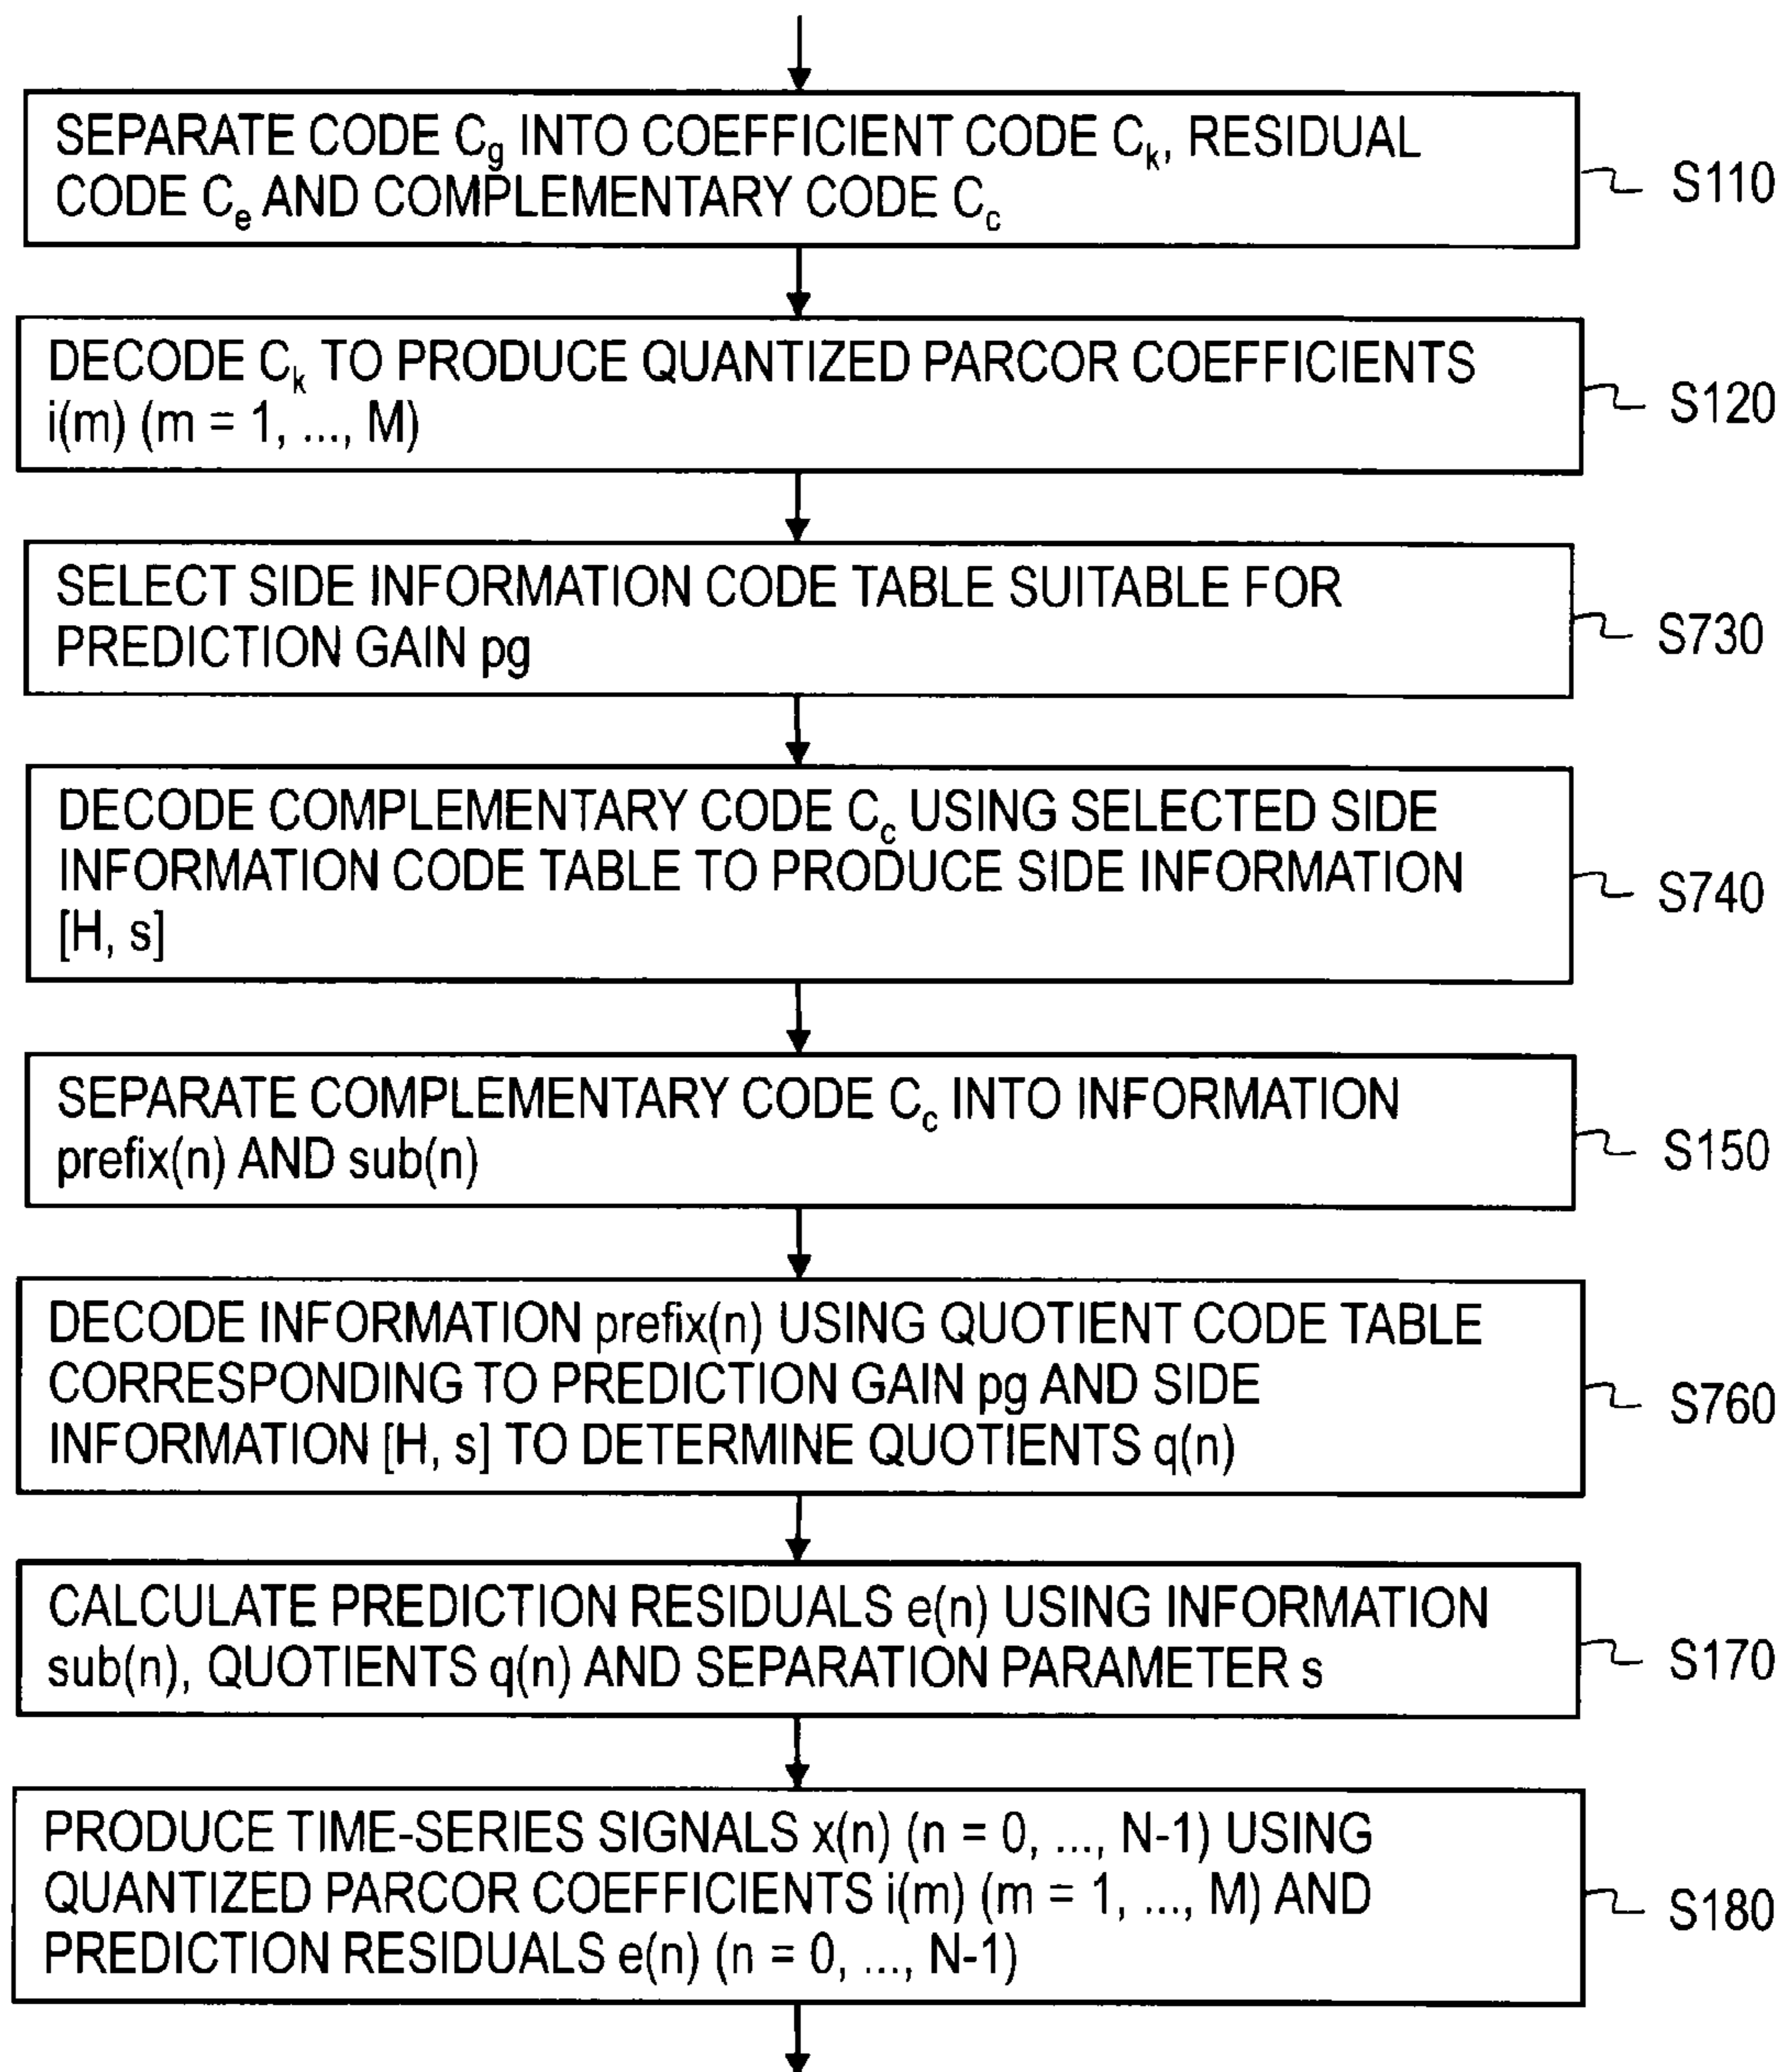 SEPARATE CODE Cg INTO COEFFICIENT CODE Ck, RESIDUAL
CODE Ce AND COMPLEMENTARY CODE Cc
S110
DECODE Ck TO PRODUCE QUANTIZED PARCOR COEFFICIENTS
i(m) (m = 1, ..., M)
S120
SELECT SIDE INFORMATION CODE TABLE SUITABLE FOR
PREDICTION GAIN pg
S730
DECODE COMPLEMENTARY CODE Cc USING SELECTED SIDE
INFORMATION CODE TABLE TO PRODUCE SIDE INFORMATION
[H, s]
S740
SEPARATE COMPLEMENTARY CODE Cc INTO INFORMATION
prefix(n) AND sub(n)
S150
DECODE INFORMATION prefix(n) USING QUOTIENT CODE TABLE
CORRESPONDING TO PREDICTION GAIN pg AND SIDE
INFORMATION [H, s] TO DETERMINE QUOTIENTS q(n)
S760
CALCULATE PREDICTION RESIDUALS e(n) USING INFORMATION
sub(n), QUOTIENTS q(n) AND SEPARATION PARAMETER s
S170
PRODUCE TIME-SERIES SIGNALS x(n) (n = 0, ..., N-1) USING
QUANTIZED PARCOR COEFFICIENTS i(m) (m = 1, ..., M) AND
PREDICTION RESIDUALS e(n) (n = 0, ..., N-1)
S180